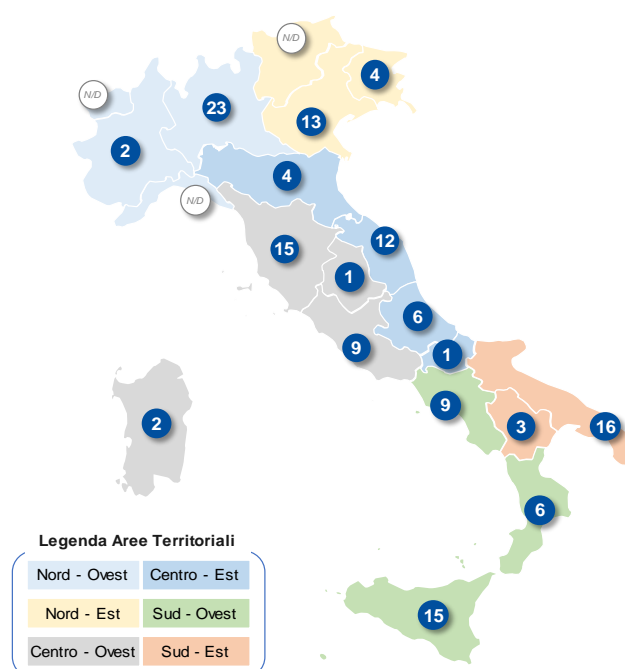 N/D
4
N/D
23
13
2
4
N/D
15
12
1
6
9
1
9
2
3
16
6
15
Legenda Aree Territoriali
Nord - Ovest Centro - Est
Nord - Est Sud - Ovest
Centro - Ovest Sud - Est